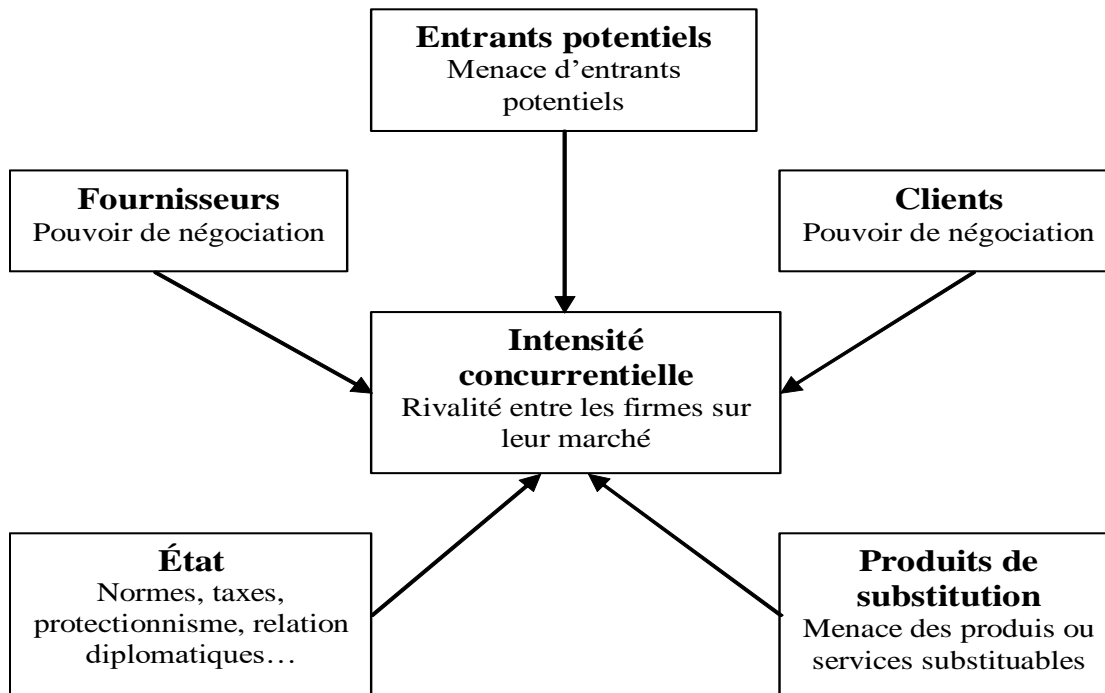 Entrants potentiels
Menace d'entrants
potentiels
Fournisseurs
Pouvoir de négociation
Clients
Pouvoir de négociation
Intensité
concurrentielle
Rivalité entre les firmes sur
leur marché
État
Normes, taxes,
protectionnisme, relation
diplomatiques…
Produits de
substitution
Menace des produis ou
services substituables